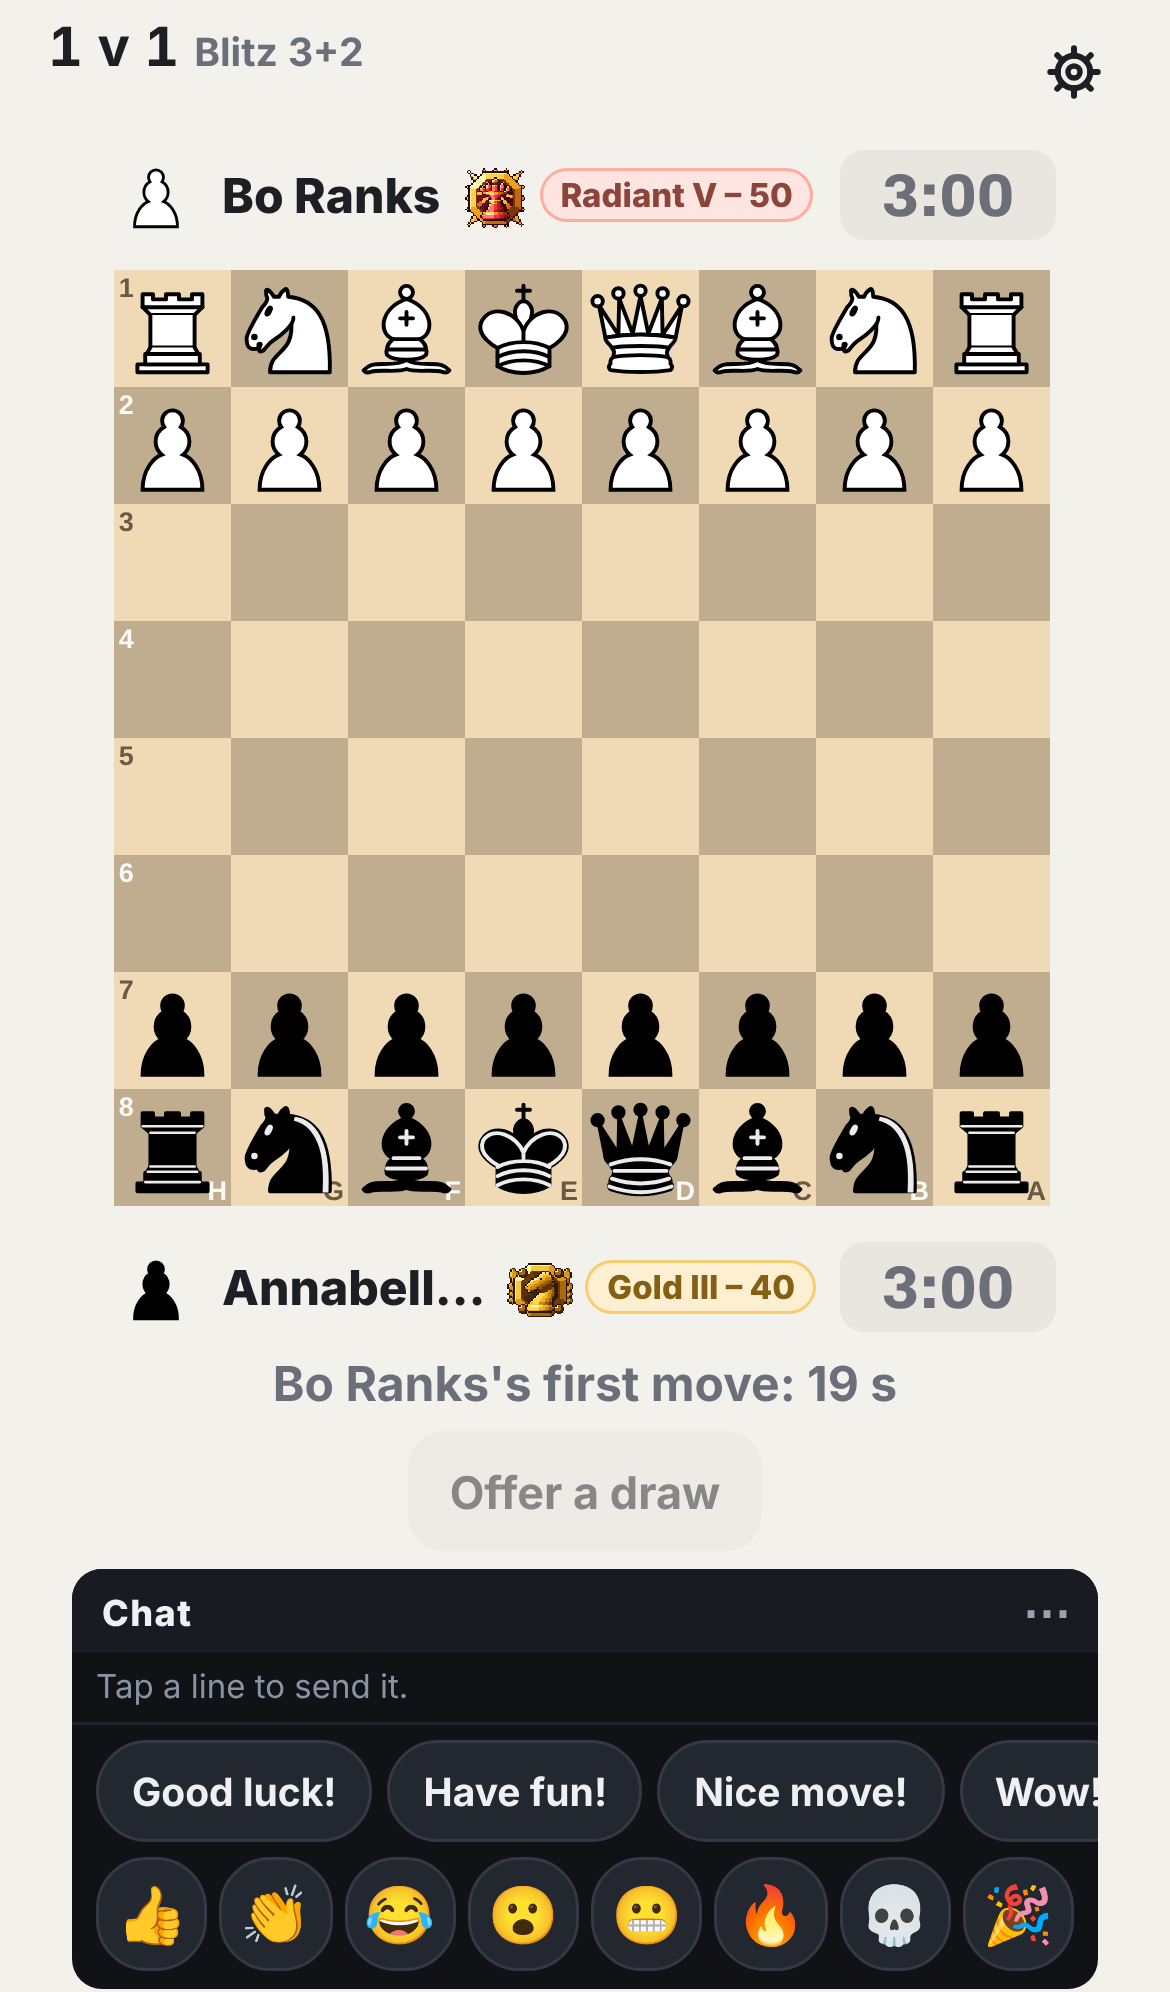 1 v 1 Blitz 3+2
Bo Ranks Radiant V – 50 3:00
1
2
3
4
5
6
7
8
H G F E D C B A
Annabell... Gold III – 40 3:00
Bo Ranks's first move: 19 s
Offer a draw
Chat ...
Tap a line to send it.
Good luck! Have fun! Nice move! Wow!